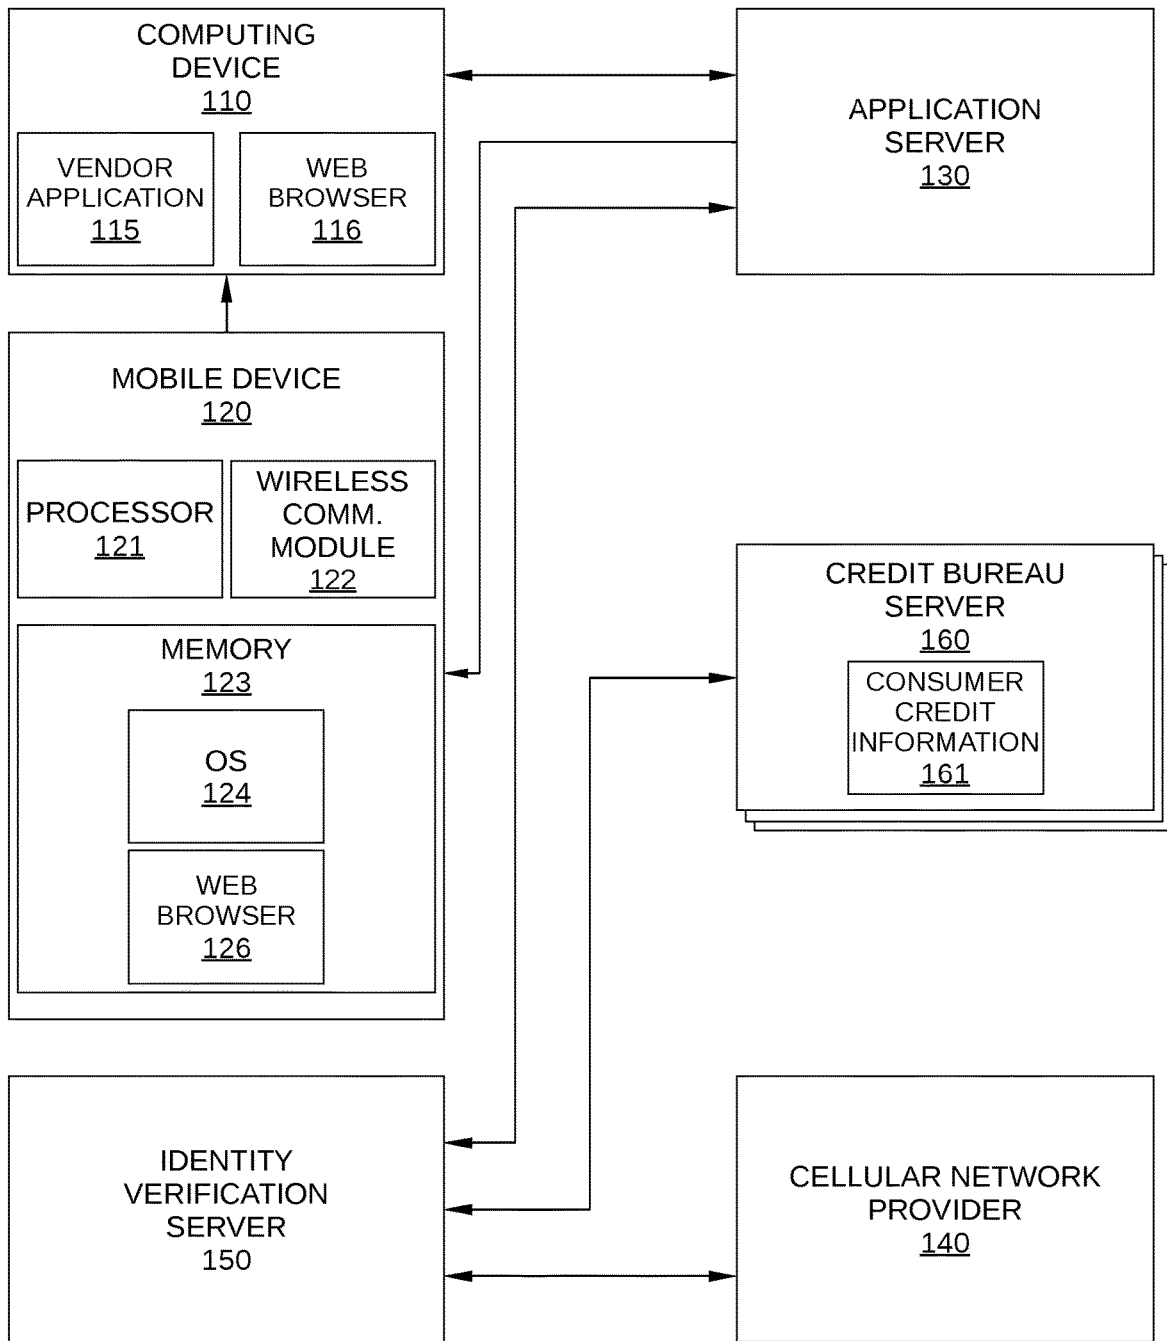 COMPUTING
DEVICE
110
VENDOR
APPLICATION
115
WEB
BROWSER
116
APPLICATION
SERVER
130
MOBILE DEVICE
120
PROCESSOR
121
WIRELESS
COMM.
MODULE
122
MEMORY
123
OS
124
WEB
BROWSER
126
CREDIT BUREAU
SERVER
160
CONSUMER
CREDIT
INFORMATION
161
IDENTITY
VERIFICATION
SERVER
150
CELLULAR NETWORK
PROVIDER
140